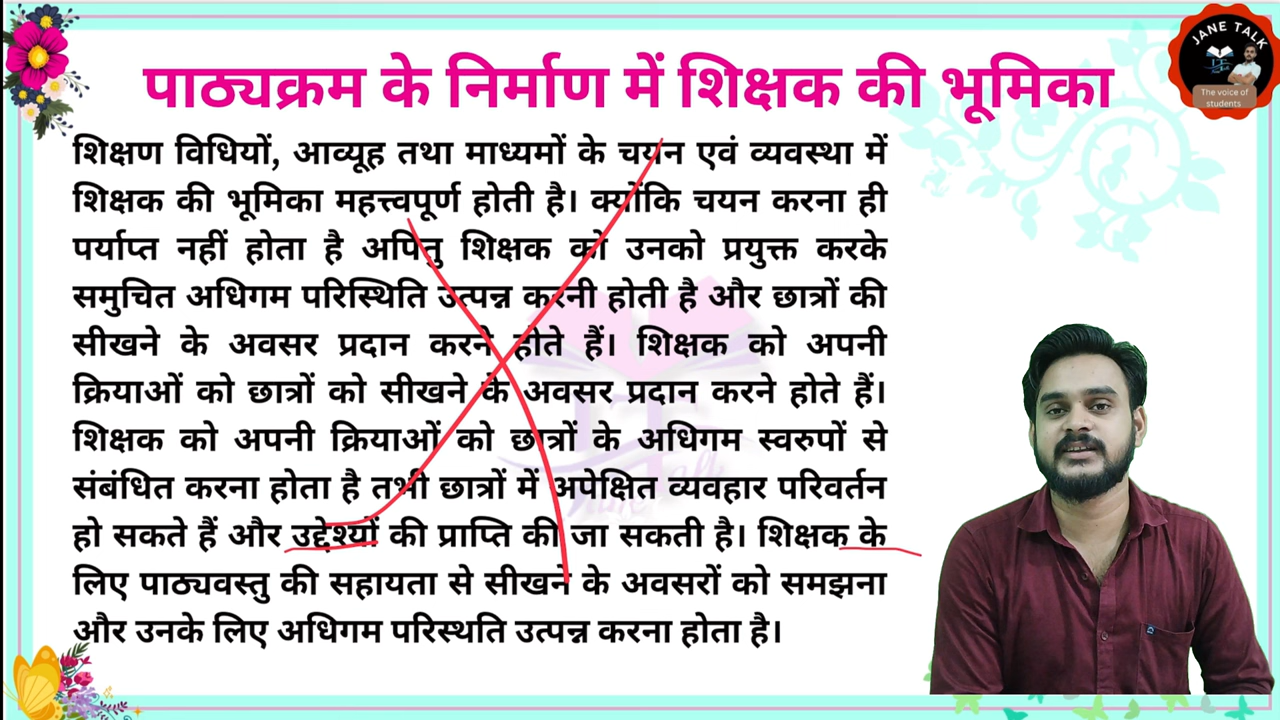 पाठ्यक्रम के निर्माण में शिक्षक की भूमिका
JANE TALK
The voice of
students
शिक्षण विधियों, आव्यूह तथा माध्यमों के चयन एवं व्यवस्था में
शिक्षक की भूमिका महत्त्वपूर्ण होती है। क्योंकि चयन करना ही
पर्याप्त नहीं होता है अपितु शिक्षक को उनको प्रयुक्त करके
समुचित अधिगम परिस्थिति उत्पन्न करनी होती है और छात्रों की
सीखने के अवसर प्रदान करने होते हैं। शिक्षक को अपनी
क्रियाओं को छात्रों को सीखने के अवसर प्रदान करने होते हैं।
शिक्षक को अपनी क्रियाओं को छात्रों के अधिगम स्वरुपों से
संबंधित करना होता है तभी छात्रों में अपेक्षित व्यवहार परिवर्तन
हो सकते हैं और उद्देश्यों की प्राप्ति की जा सकती है। शिक्षक के
लिए पाठ्यवस्तु की सहायता से सीखने के अवसरों को समझना
और उनके लिए अधिगम परिस्थति उत्पन्न करना होता है।